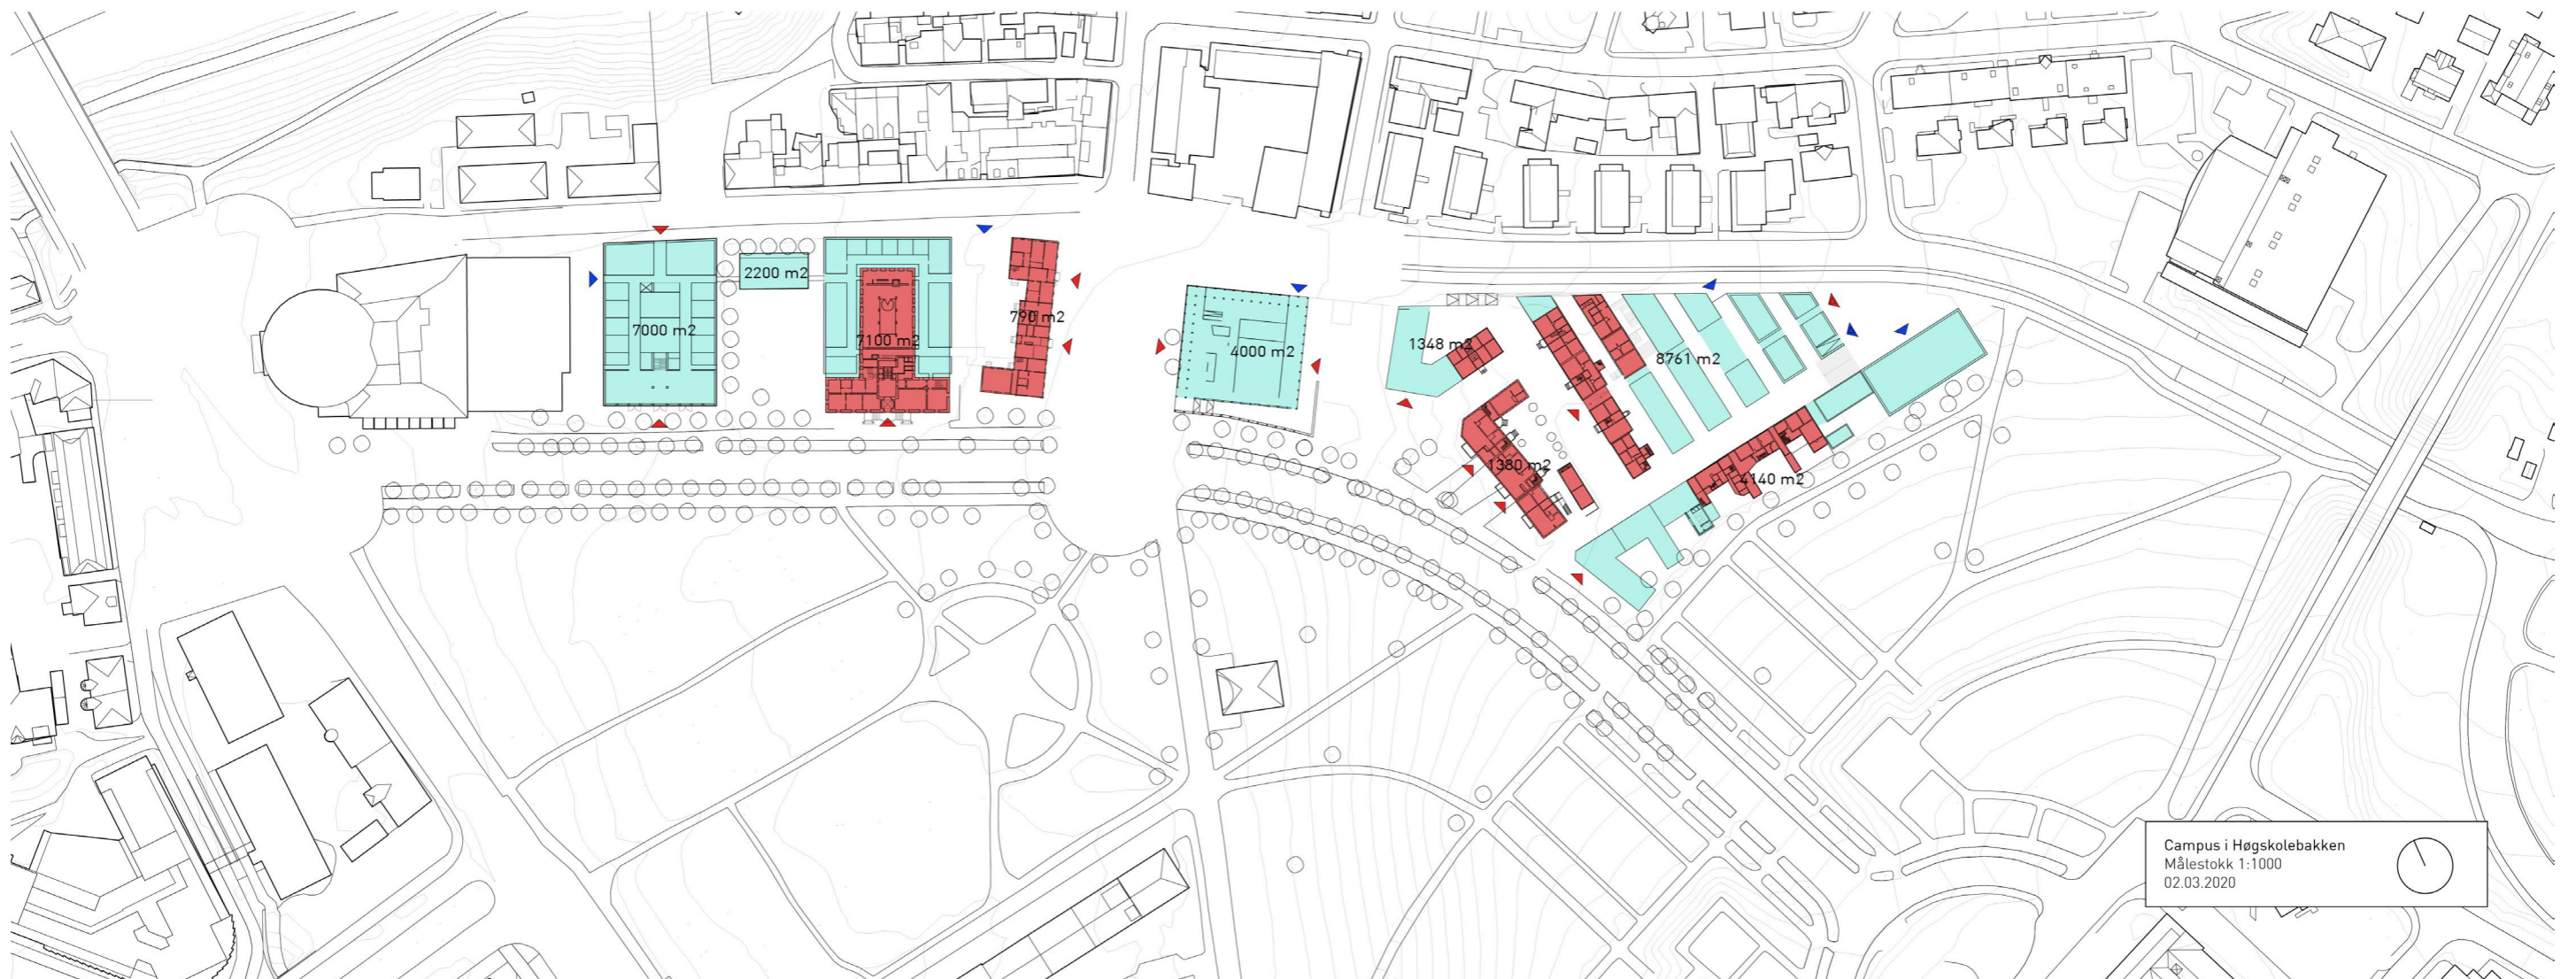 2200 m2
7000 m2
7100 m2
790 m2
4000 m2
1348 m2
8761 m2
1380 m2
4140 m2
Campus i Høgskolebakken
Målestokk 1:1000
02.03.2020